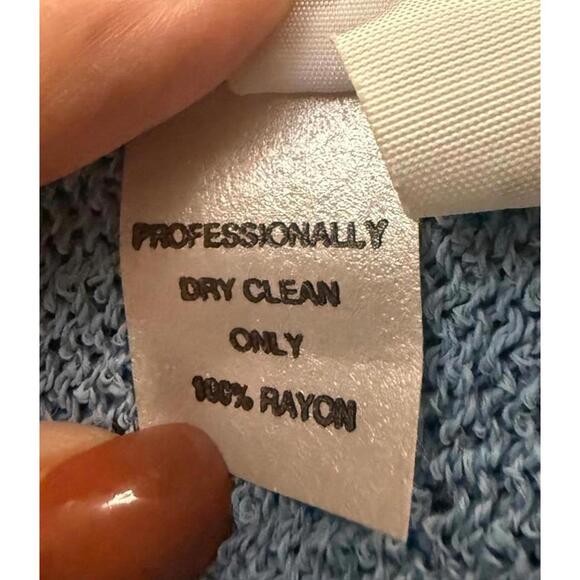 PROFESSIONALLY
DRY CLEAN
ONLY
100% RAYON